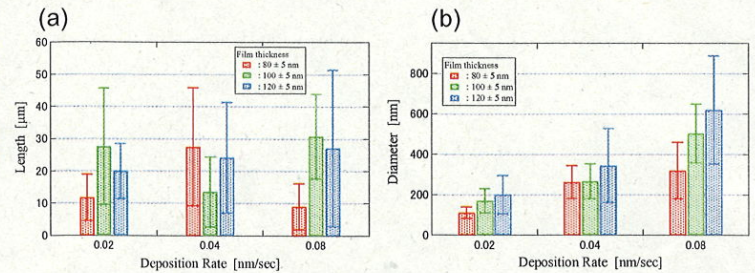 (a)
60
50
40
30
20
10
0
Length [μm]
Film thickness
: 80 ± 5 nm
: 100 ± 5 nm
: 120 ± 5 nm
0.02
0.04
0.08
Deposition Rate [nm/sec]
(b)
800
600
400
200
0
Diameter [nm]
Film thickness
: 80 ± 5 nm
: 100 ± 5 nm
: 120 ± 5 nm
0.02
0.04
0.08
Deposition Rate [nm/sec]